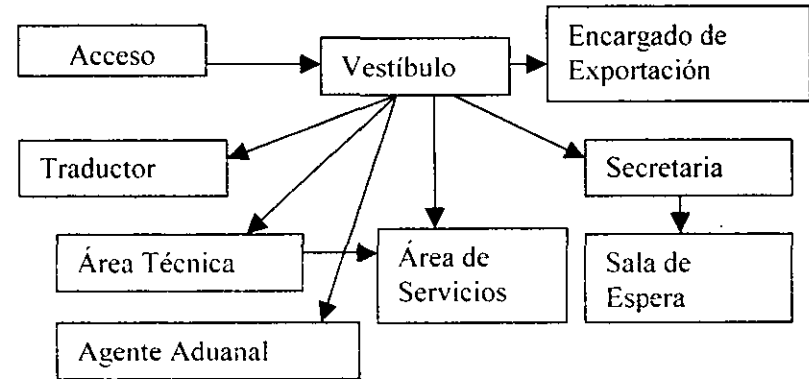 Acceso
Vestíbulo
Encargado de
Exportación
Traductor
Secretaria
Área Técnica
Área de
Servicios
Sala de
Espera
Agente Aduanal